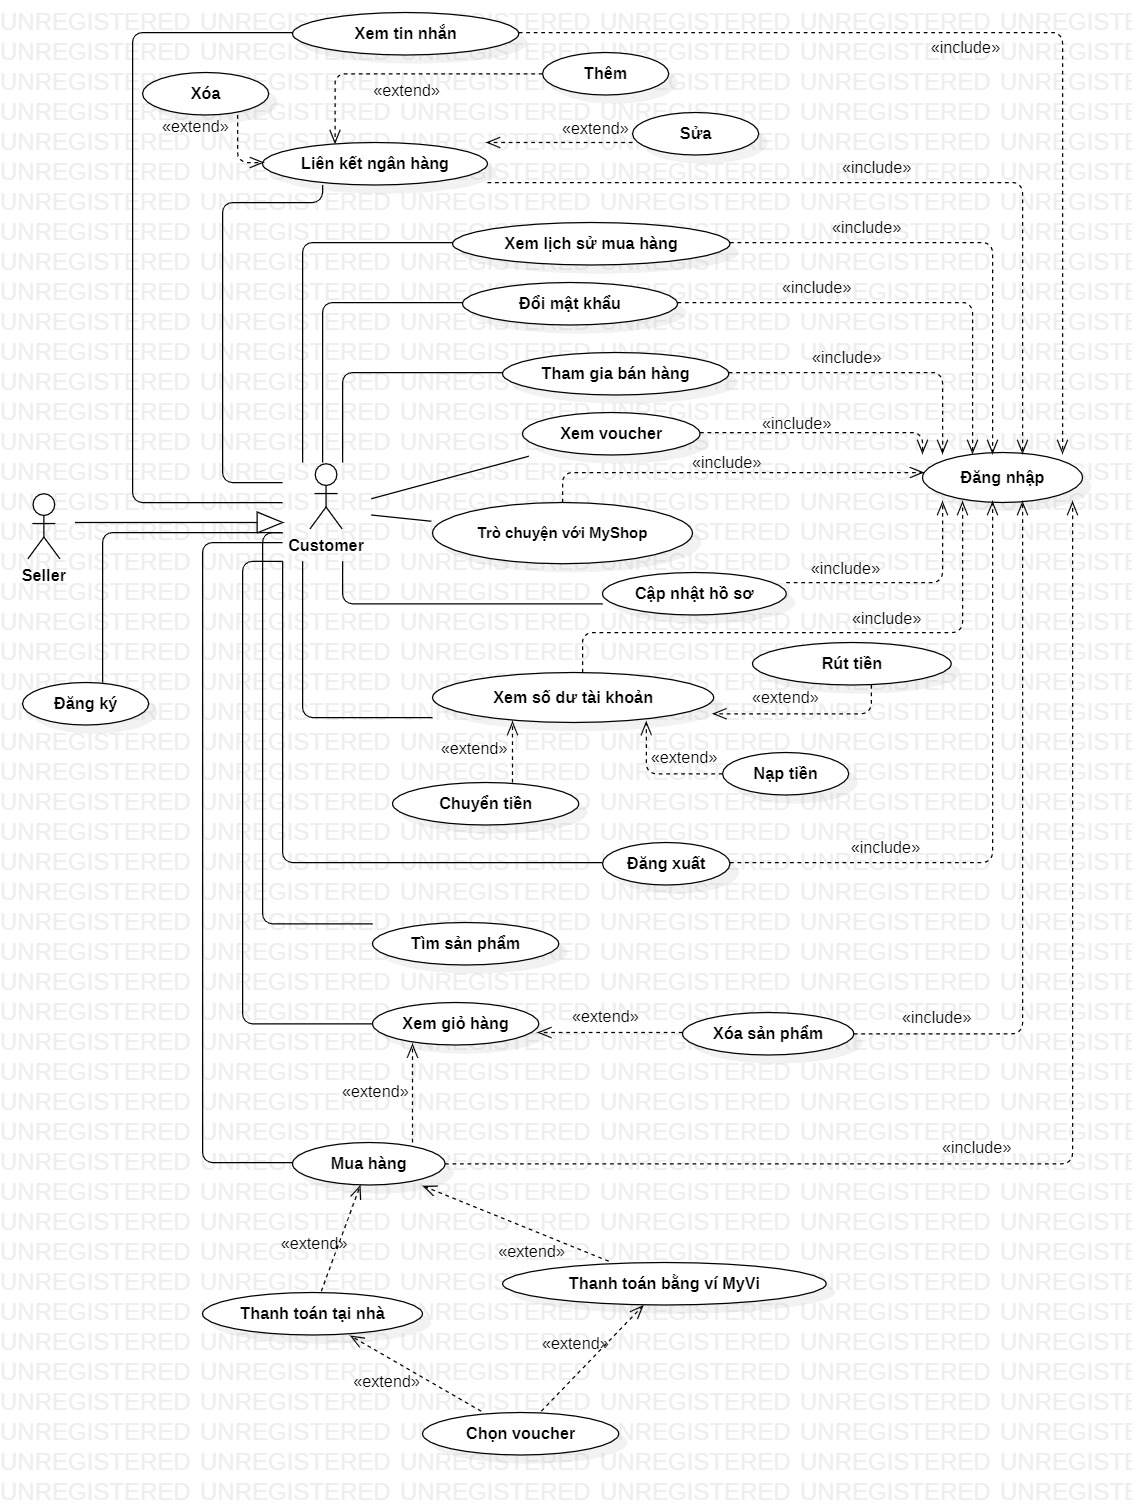 Xem tin nhắn
«include»
Thêm
«extend»
Xóa
«extend»
Sửa
«extend»
Liên kết ngân hàng
«include»
Xem lịch sử mua hàng
«include»
Đổi mật khẩu
«include»
Tham gia bán hàng
«include»
Xem voucher
«include»
«include»
Đăng nhập
Trò chuyện với MyShop
Customer
Seller
Cập nhật hồ sơ
«include»
«include»
Rút tiền
Đăng ký
Xem số dư tài khoản
«extend»
«extend»
«extend»
Nạp tiền
Chuyển tiền
Đăng xuất
«include»
Tìm sản phẩm
Xem giỏ hàng
«extend»
Xóa sản phẩm
«include»
«extend»
Mua hàng
«include»
«extend»
«extend»
Thanh toán bằng ví MyVi
Thanh toán tại nhà
«extend»
«extend»
Chọn voucher
UNREGISTERED